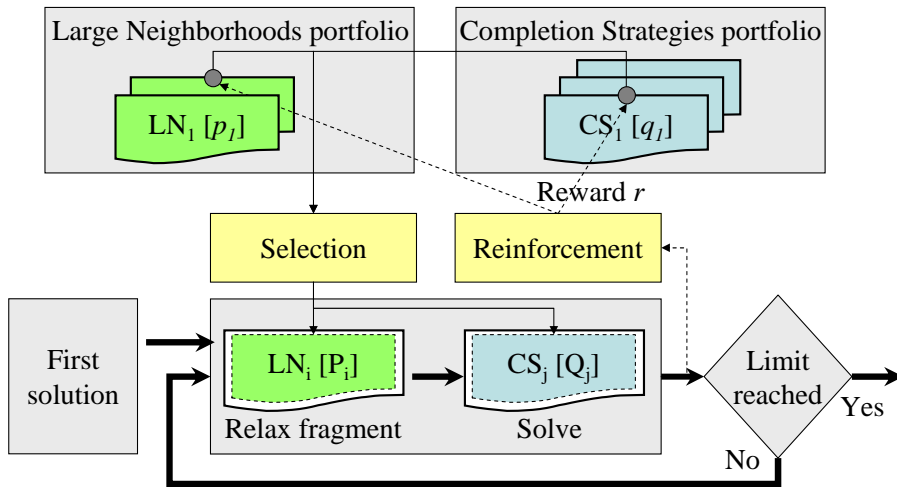 Large Neighborhoods portfolio
Completion Strategies portfolio
LN₁ [p₁]
CS₁ [q₁]
Reward r
Selection
Reinforcement
First
solution
LNᵢ [Pᵢ]
CSⱼ [Qⱼ]
Relax fragment
Solve
Limit
reached
Yes
No